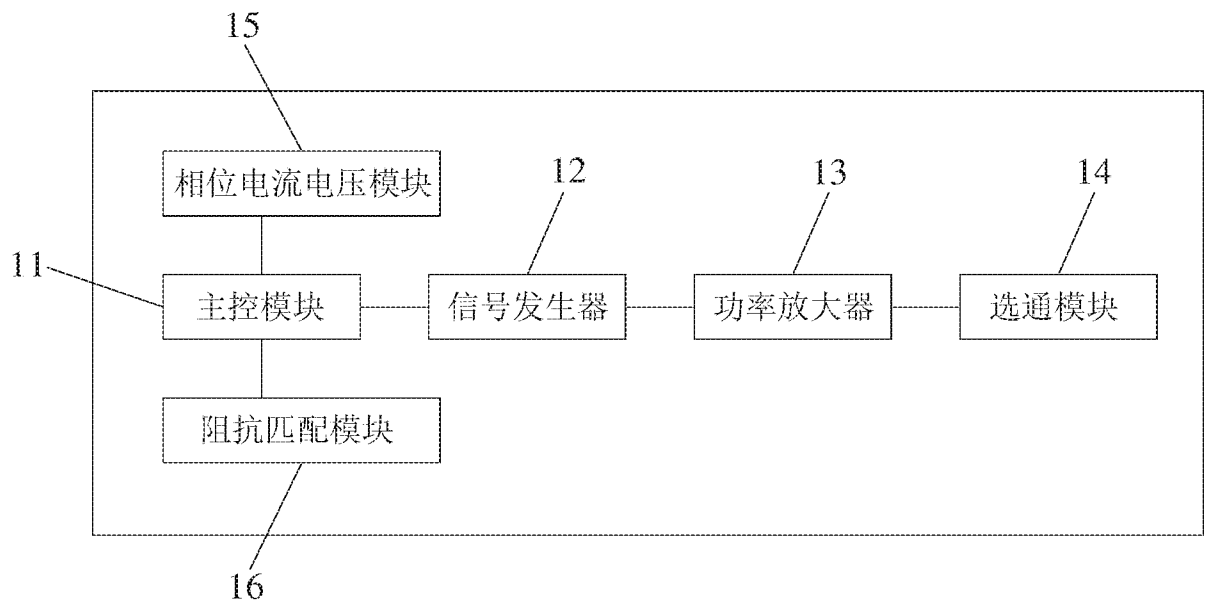 15
相位电流电压模块
12
13
14
11
主控模块
信号发生器
功率放大器
选通模块
阻抗匹配模块
16